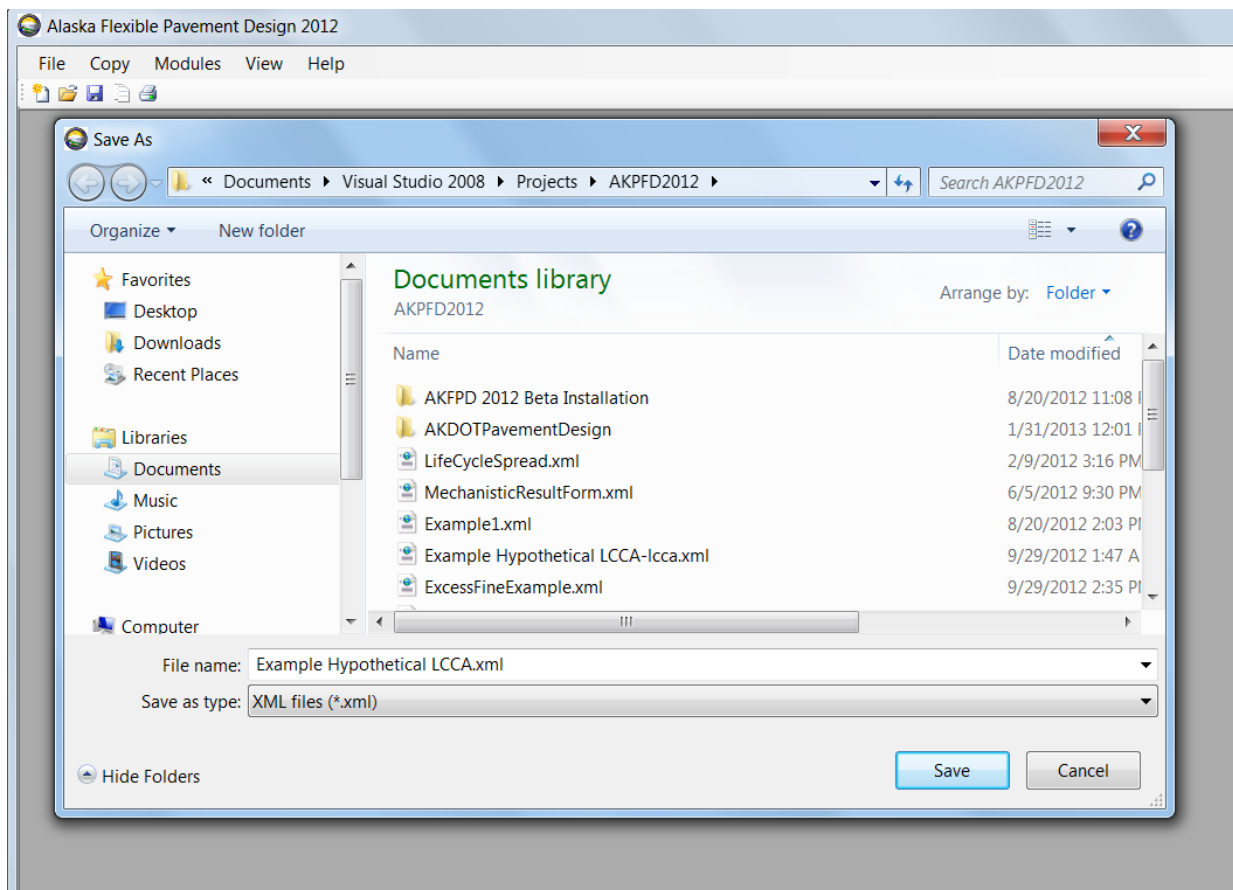 Alaska Flexible Pavement Design 2012
File Copy Modules View Help
Save As
« Documents ▸ Visual Studio 2008 ▸ Projects ▸ AKPFD2012 ▸ Search AKPFD2012
Organize New folder
Favorites
Desktop
Downloads
Recent Places
Libraries
Documents
Music
Pictures
Videos
Computer
Documents library
AKPFD2012
Arrange by: Folder
Name Date modified
AKFPD 2012 Beta Installation 8/20/2012 11:08
AKDOTPavementDesign 1/31/2013 12:01
LifeCycleSpread.xml 2/9/2012 3:16 PM
MechanisticResultForm.xml 6/5/2012 9:30 PM
Example1.xml 8/20/2012 2:03
Example Hypothetical LCCA-lcca.xml 9/29/2012 1:47 A
ExcessFineExample.xml 9/29/2012 2:35
File name: Example Hypothetical LCCA.xml
Save as type: XML files (*.xml)
Hide Folders
Save Cancel